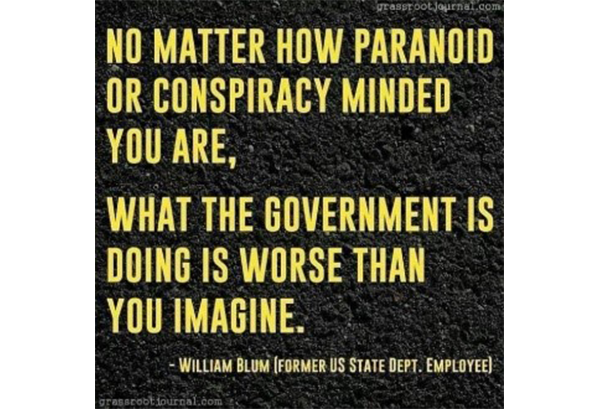 grassrootjournal.com
NO MATTER HOW PARANOID
OR CONSPIRACY MINDED
YOU ARE,
WHAT THE GOVERNMENT IS
DOING IS WORSE THAN
YOU IMAGINE.
- WILLIAM BLUM (FORMER US STATE DEPT. EMPLOYEE)
grassrootjournal.com